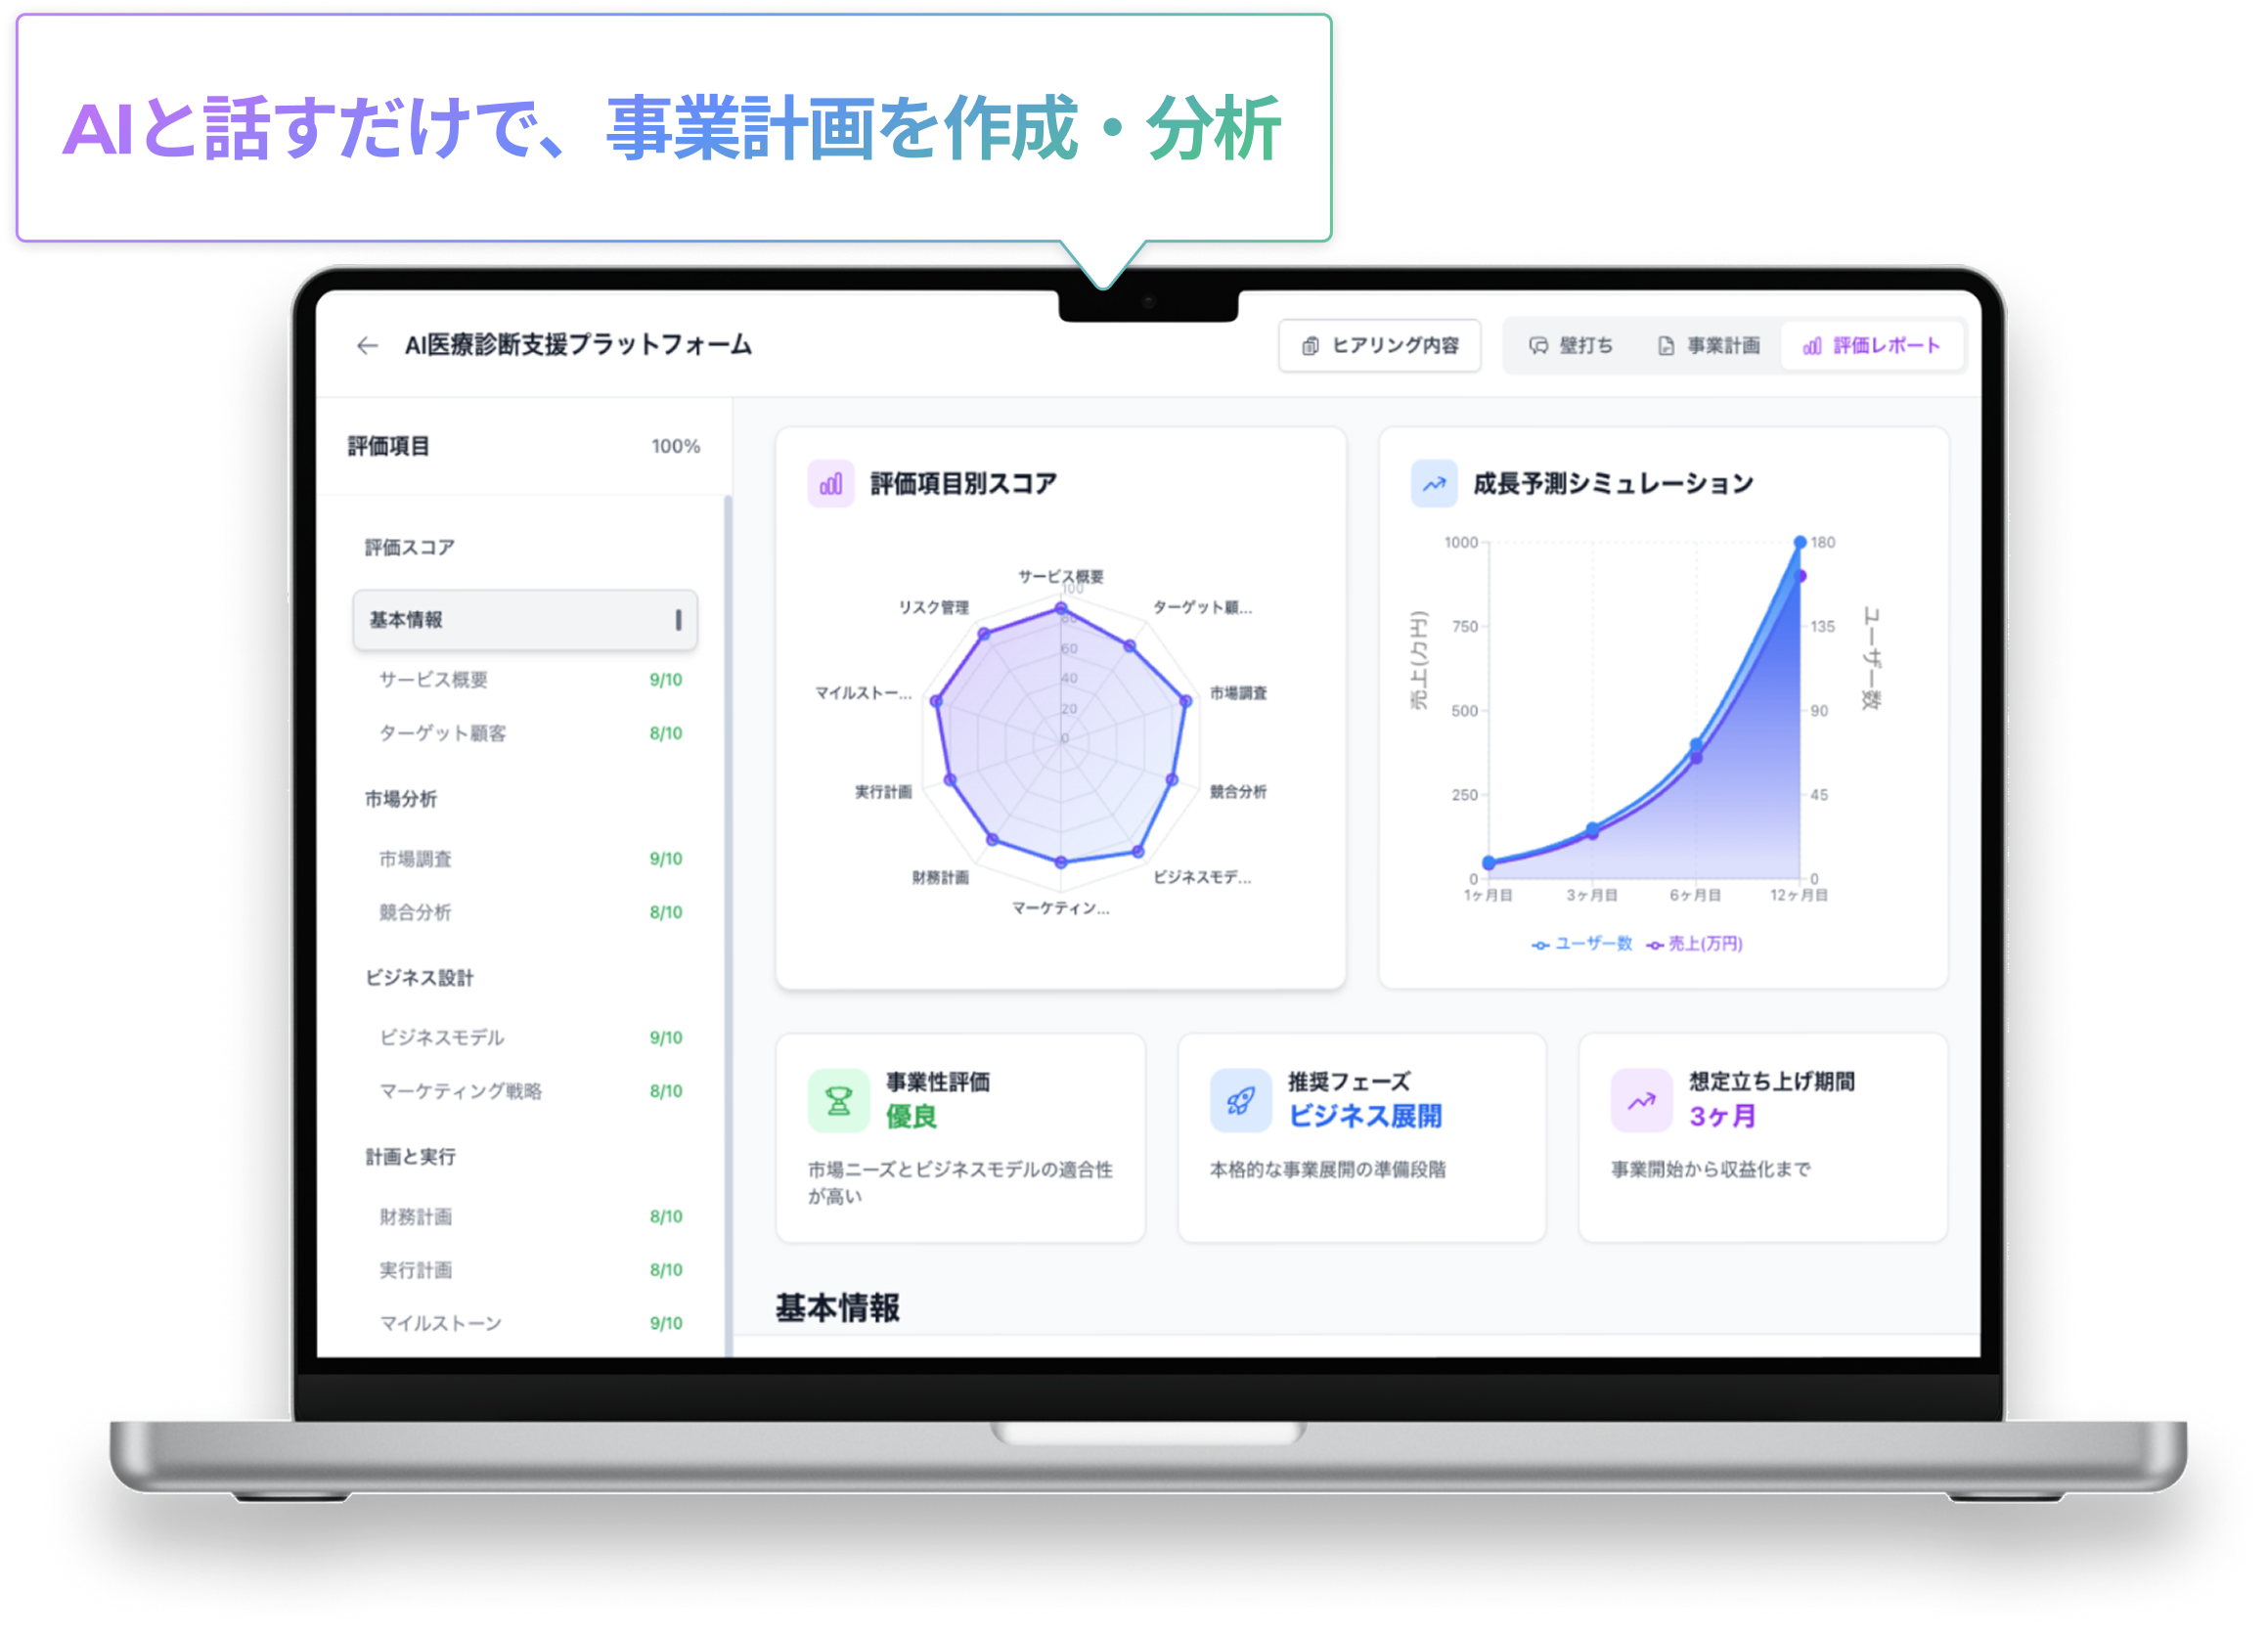 AIと話すだけで、事業計画を作成・分析
AI医療診断支援プラットフォーム
ヒアリング内容
壁打ち
事業計画
評価レポート
評価項目
100%
評価スコア
基本情報
サービス概要 9/10
ターゲット顧客 8/10
市場分析
市場調査 9/10
競合分析 8/10
ビジネス設計
ビジネスモデル 9/10
マーケティング戦略 8/10
計画と実行
財務計画 8/10
実行計画 8/10
マイルストーン 9/10
評価項目別スコア
サービス概要
ターゲット顧...
市場調査
競合分析
ビジネスモデ...
マーケティン...
財務計画
実行計画
マイルストー...
リスク管理
100
80
60
40
20
0
成長予測シミュレーション
売上(万円)
1000
750
500
250
0
180
135
90
45
0
ユーザー数
1ヶ月目 3ヶ月目 6ヶ月目 12ヶ月目
ユーザー数 売上(万円)
事業性評価
優良
市場ニーズとビジネスモデルの適合性
が高い
推奨フェーズ
ビジネス展開
本格的な事業展開の準備段階
想定立ち上げ期間
3ヶ月
事業開始から収益化まで
基本情報